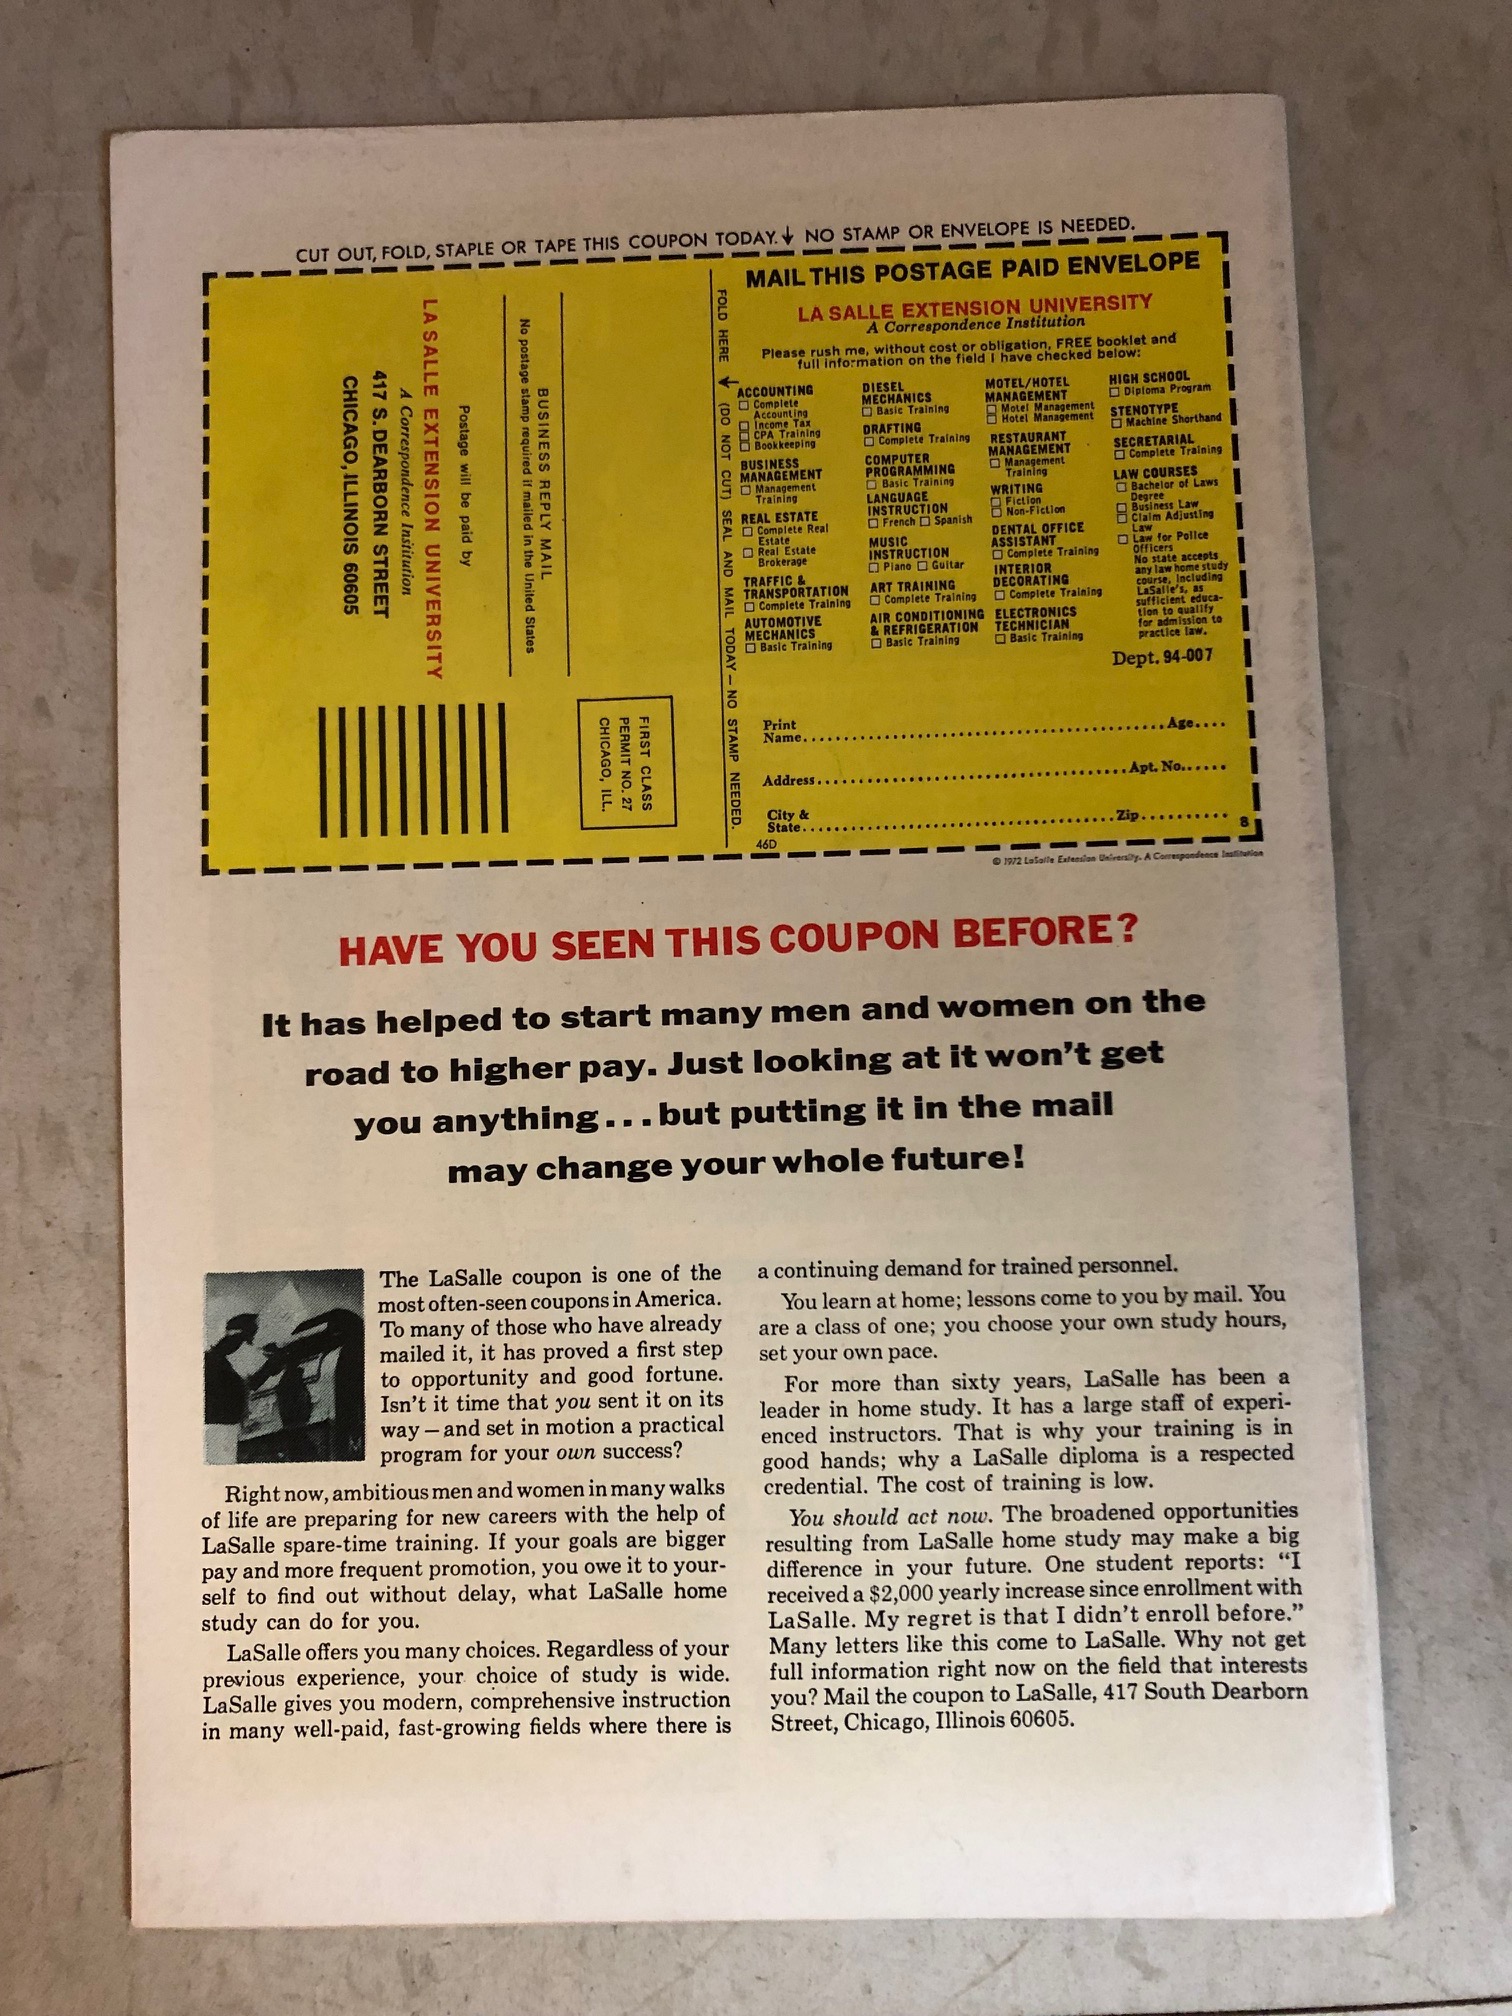 CUT OUT, FOLD, STAPLE OR TAPE THIS COUPON TODAY. NO STAMP OR ENVELOPE IS NEEDED.
LA SALLE EXTENSION UNIVERSITY
A Correspondence Institution
417 S. DEARBORN STREET
CHICAGO, ILLINOIS 60605
Postage will be paid by
No postage stamp required if mailed in the United States
BUSINESS REPLY MAIL
FIRST CLASS
PERMIT NO. 27
CHICAGO, ILL.
FOLD HERE (DO NOT CUT) SEAL AND MAIL TODAY – NO STAMP NEEDED.
MAIL THIS POSTAGE PAID ENVELOPE
LA SALLE EXTENSION UNIVERSITY
A Correspondence Institution
Please rush me, without cost or obligation, FREE booklet and
full information on the field I have checked below:
ACCOUNTING
☐ Complete
Accounting
☐ Income Tax
☐ CPA Training
☐ Bookkeeping
BUSINESS
MANAGEMENT
☐ Management
Training
REAL ESTATE
☐ Complete Real
Estate
☐ Real Estate
Brokerage
TRAFFIC &
TRANSPORTATION
☐ Complete Training
AUTOMOTIVE
MECHANICS
☐ Basic Training
DIESEL
MECHANICS
☐ Basic Training
DRAFTING
☐ Complete Training
COMPUTER
PROGRAMMING
☐ Basic Training
LANGUAGE
INSTRUCTION
☐ French ☐ Spanish
MUSIC
INSTRUCTION
☐ Piano ☐ Guitar
ART TRAINING
☐ Complete Training
AIR CONDITIONING
& REFRIGERATION
☐ Basic Training
MOTEL/HOTEL
MANAGEMENT
☐ Motel Management
☐ Hotel Management
RESTAURANT
MANAGEMENT
☐ Management
Training
WRITING
☐ Fiction
☐ Non-Fiction
DENTAL OFFICE
ASSISTANT
☐ Complete Training
INTERIOR
DECORATING
☐ Complete Training
ELECTRONICS
TECHNICIAN
☐ Basic Training
HIGH SCHOOL
☐ Diploma Program
STENOTYPE
☐ Machine Shorthand
SECRETARIAL
☐ Complete Training
LAW COURSES
☐ Bachelor of Laws
Degree
☐ Business Law
☐ Claim Adjusting
Law
☐ Law for Police
Officers
No state accepts
any law home study
course, including
LaSalle's, as
sufficient educa-
tion to qualify
for admission to
practice law.
Dept. 94-007
Print
Name Age
Address Apt. No.
City &
State Zip
46D
8
© 1972 LaSalle Extension University. A Correspondence Institution
HAVE YOU SEEN THIS COUPON BEFORE?
It has helped to start many men and women on the
road to higher pay. Just looking at it won't get
you anything...but putting it in the mail
may change your whole future!
The LaSalle coupon is one of the
most often-seen coupons in America.
To many of those who have already
mailed it, it has proved a first step
to opportunity and good fortune.
Isn't it time that you sent it on its
way – and set in motion a practical
program for your own success?
Right now, ambitious men and women in many walks
of life are preparing for new careers with the help of
LaSalle spare-time training. If your goals are bigger
pay and more frequent promotion, you owe it to your-
self to find out without delay, what LaSalle home
study can do for you.
LaSalle offers you many choices. Regardless of your
previous experience, your choice of study is wide.
LaSalle gives you modern, comprehensive instruction
in many well-paid, fast-growing fields where there is
a continuing demand for trained personnel.
You learn at home; lessons come to you by mail. You
are a class of one; you choose your own study hours,
set your own pace.
For more than sixty years, LaSalle has been a
leader in home study. It has a large staff of experi-
enced instructors. That is why your training is in
good hands; why a LaSalle diploma is a respected
credential. The cost of training is low.
You should act now. The broadened opportunities
resulting from LaSalle home study may make a big
difference in your future. One student reports: "I
received a $2,000 yearly increase since enrollment with
LaSalle. My regret is that I didn't enroll before."
Many letters like this come to LaSalle. Why not get
full information right now on the field that interests
you? Mail the coupon to LaSalle, 417 South Dearborn
Street, Chicago, Illinois 60605.